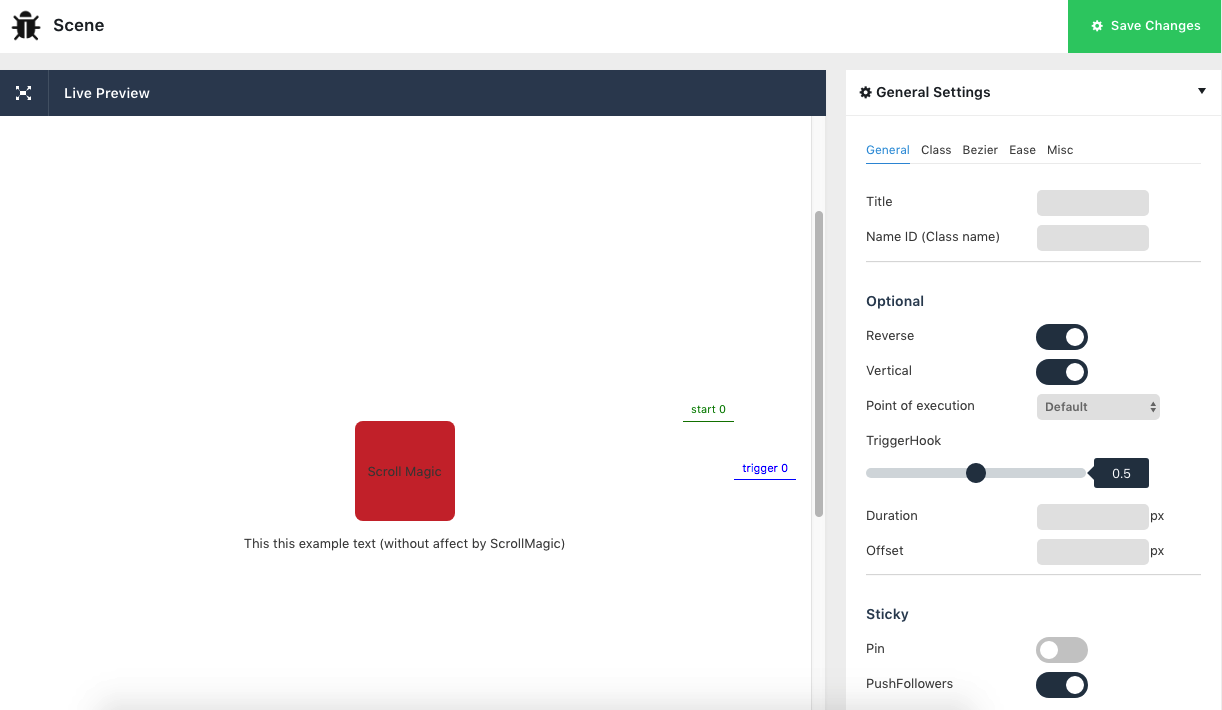 Scene
Save Changes
Live Preview
start 0
trigger 0
Scroll Magic
This this example text (without affect by ScrollMagic)
General Settings
General Class Bezier Ease Misc
Title
Name ID (Class name)
Optional
Reverse
Vertical
Point of execution Default
TriggerHook
0.5
Duration px
Offset px
Sticky
Pin
PushFollowers